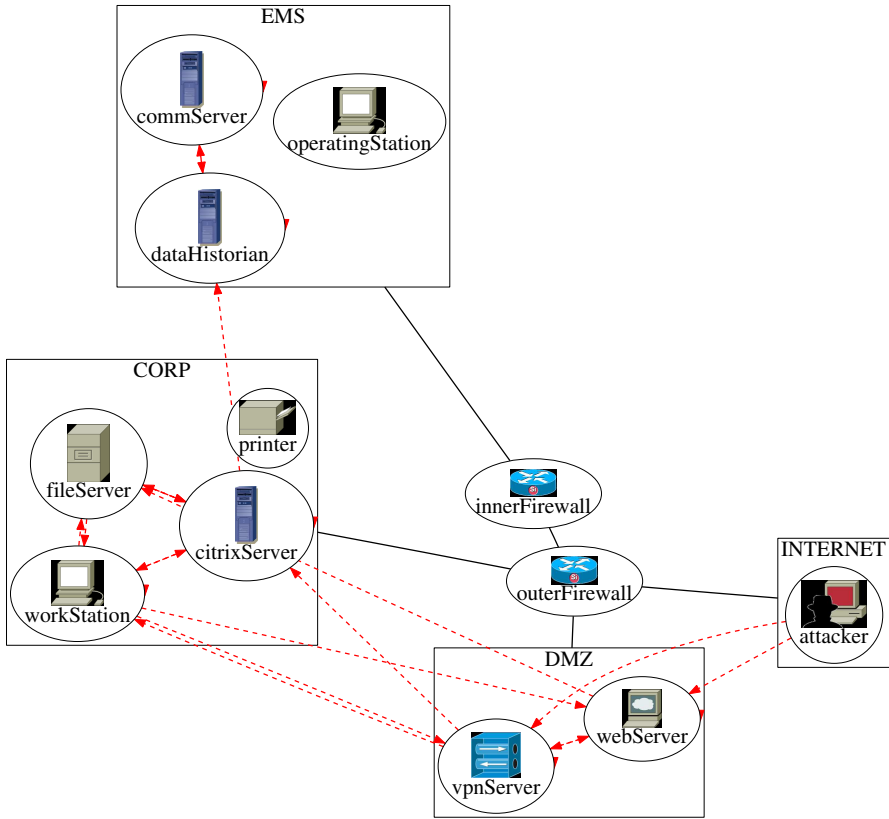 EMS
commServer
operatingStation
dataHistorian
CORP
printer
fileServer
citrixServer
workStation
innerFirewall
outerFirewall
INTERNET
attacker
DMZ
webServer
vpnServer